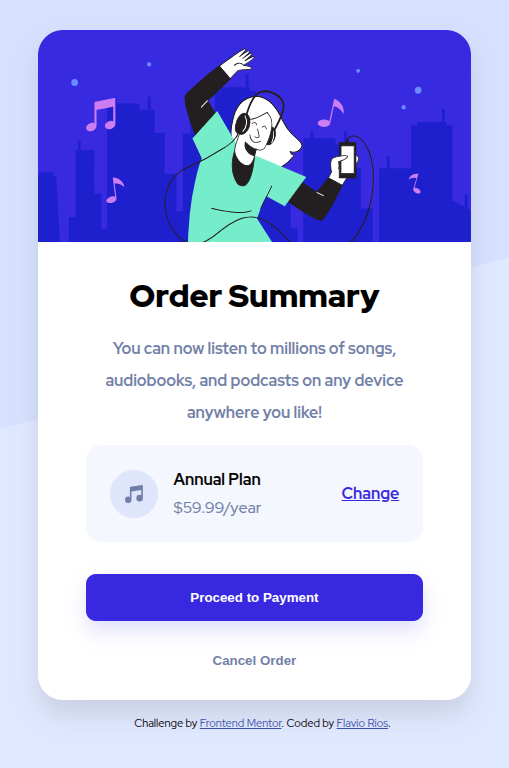 Order Summary
You can now listen to millions of songs,
audiobooks, and podcasts on any device
anywhere you like!
Annual Plan
$59.99/year
Change
Proceed to Payment
Cancel Order
Challenge by Frontend Mentor. Coded by Flavio Rios.